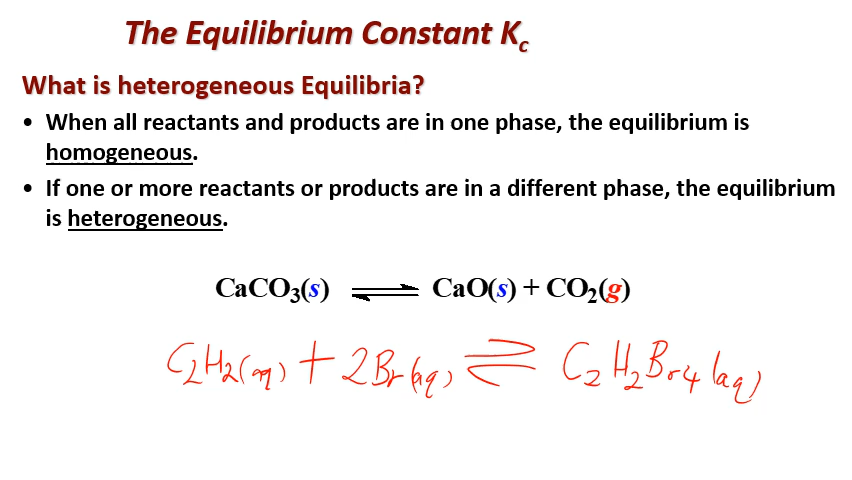 The Equilibrium Constant Kc
What is heterogeneous Equilibria?
• When all reactants and products are in one phase, the equilibrium is
homogeneous.
• If one or more reactants or products are in a different phase, the equilibrium
is heterogeneous.
CaCO₃(s) ⇌ CaO(s) + CO₂(g)
C₂H₂(aq) + 2Br(aq) ⇌ C₂H₂Br₄(aq)